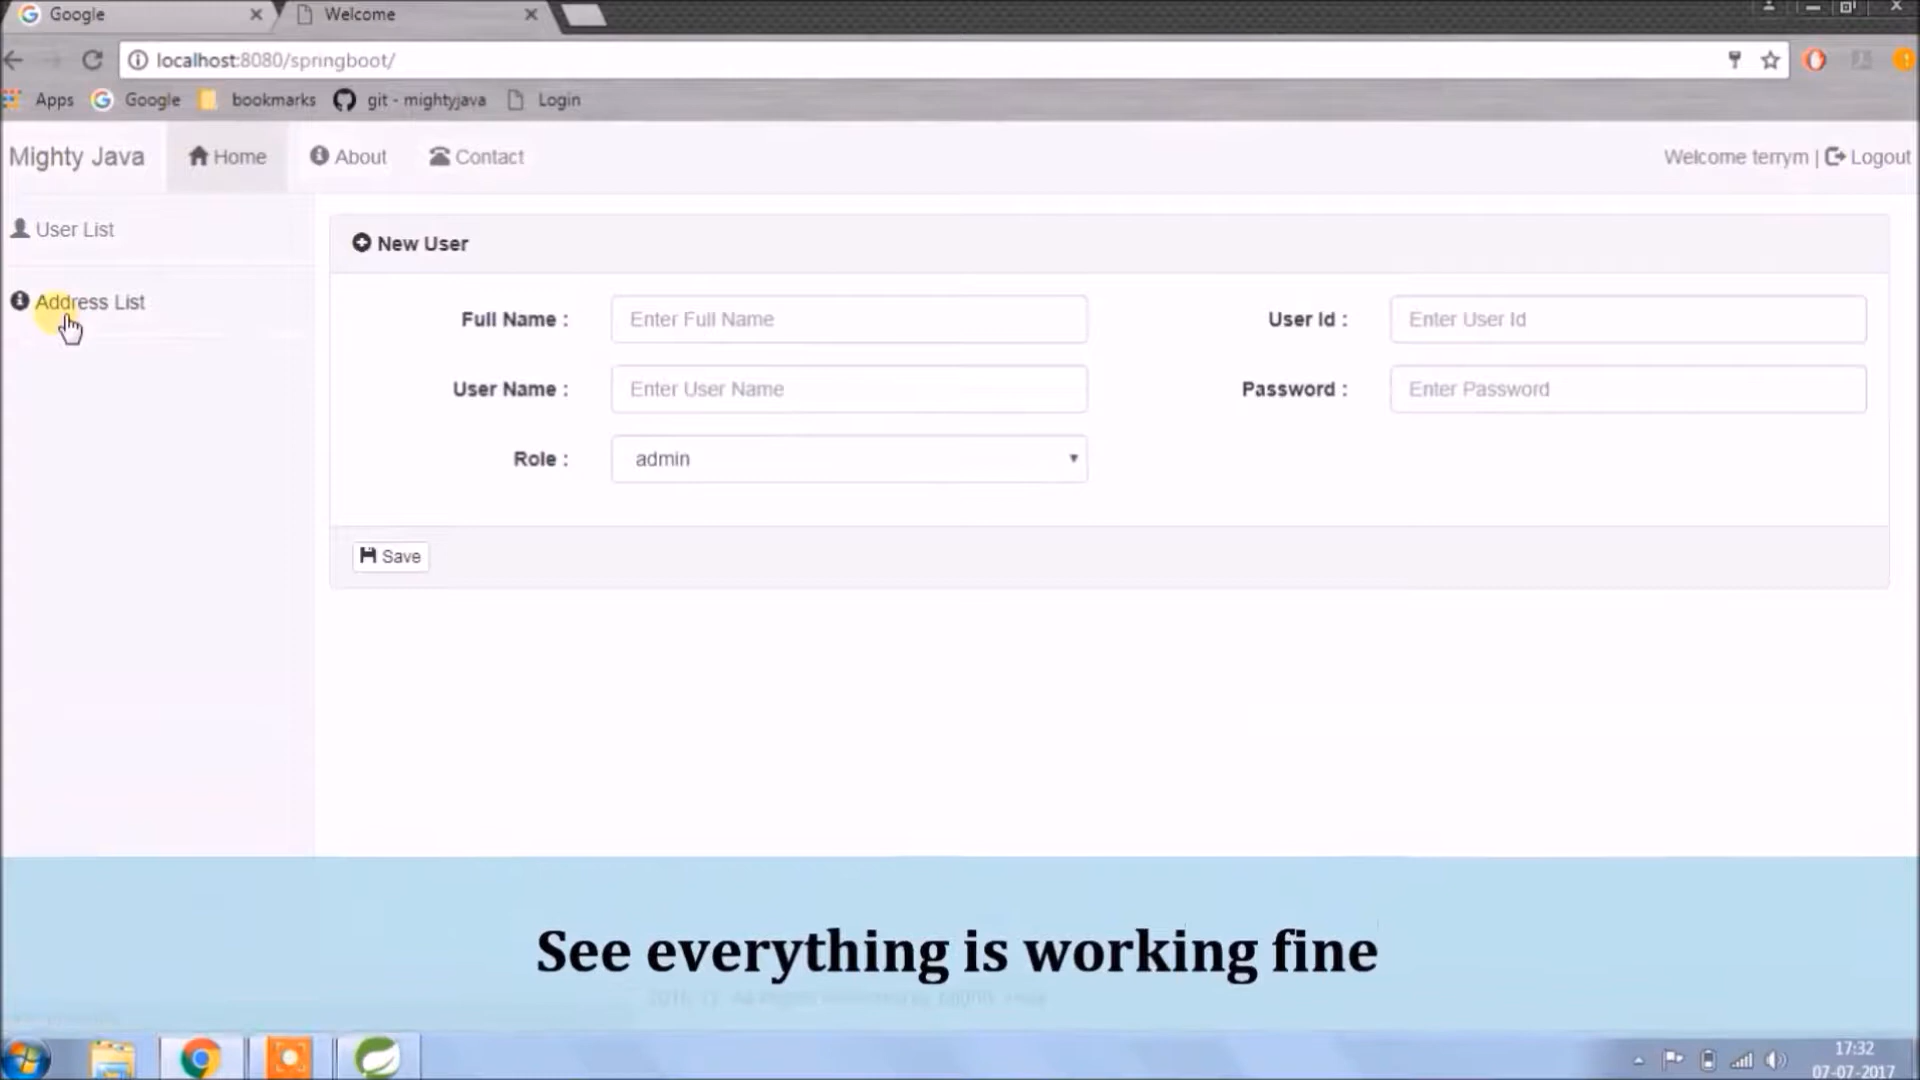 Google
Welcome
localhost:8080/springboot/
Apps Google bookmarks git - mightyjava Login
Mighty Java Home About Contact Welcome terrym | Logout
User List
Address List
New User
Full Name : Enter Full Name User Id : Enter User Id
User Name : Enter User Name Password : Enter Password
Role : admin
Save
See everything is working fine
17:32
07-07-2017